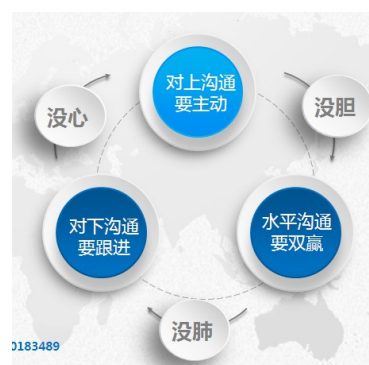 对上沟通
要主动
没心
没胆
对下沟通
要跟进
水平沟通
要双赢
没肺
0183489